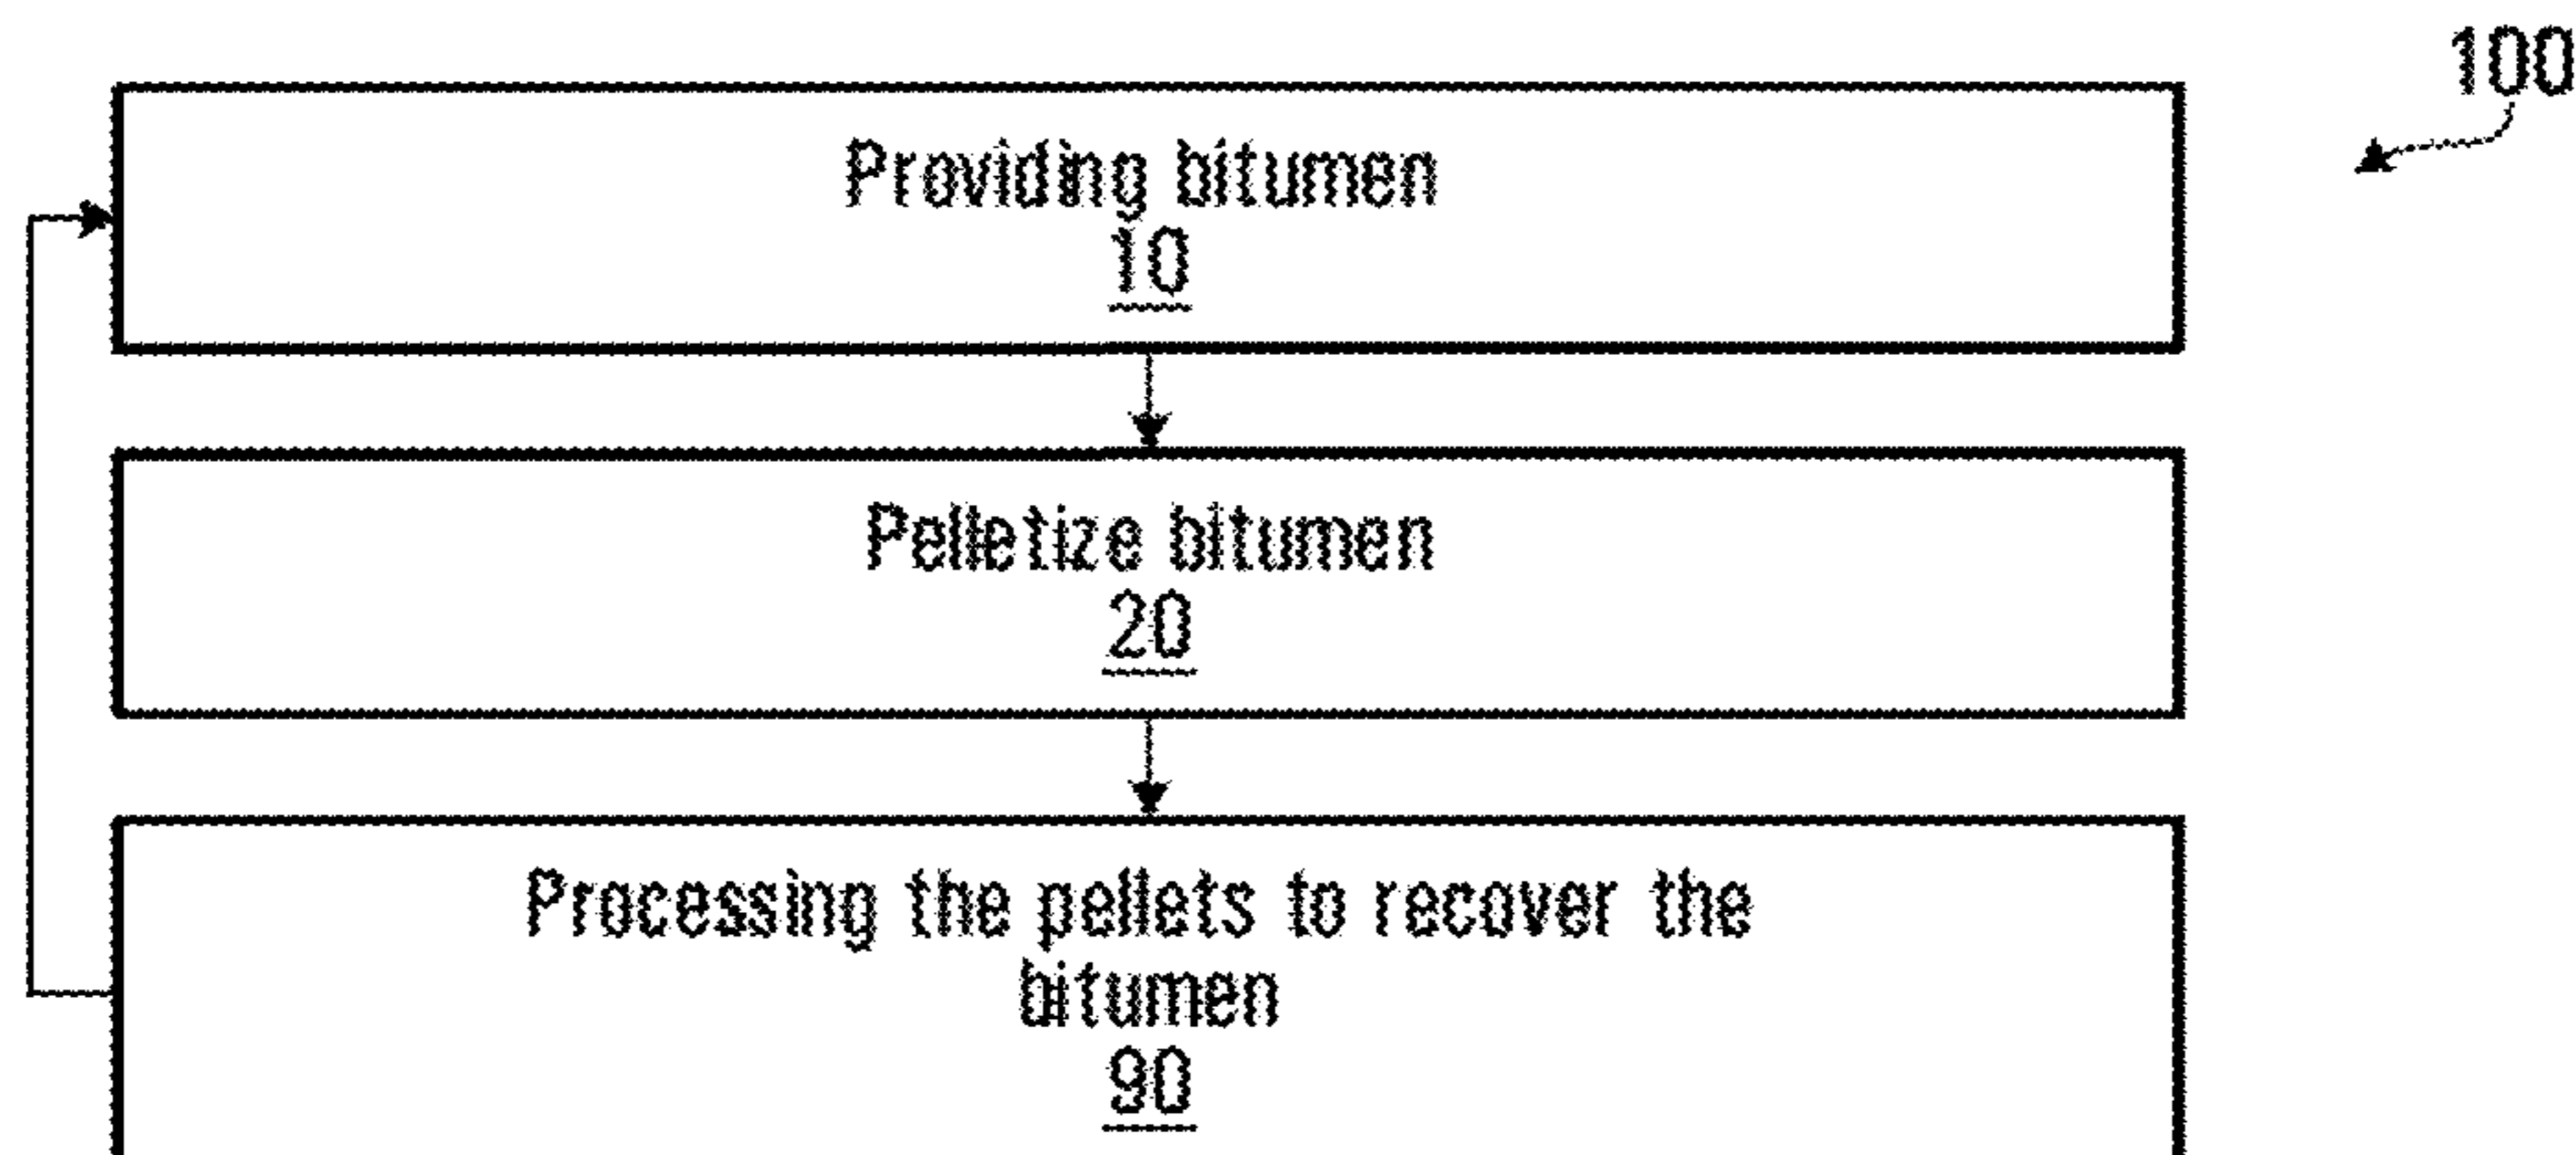 100
Providing bitumen
10
Pelletize bitumen
20
Processing the pellets to recover the
bitumen
90